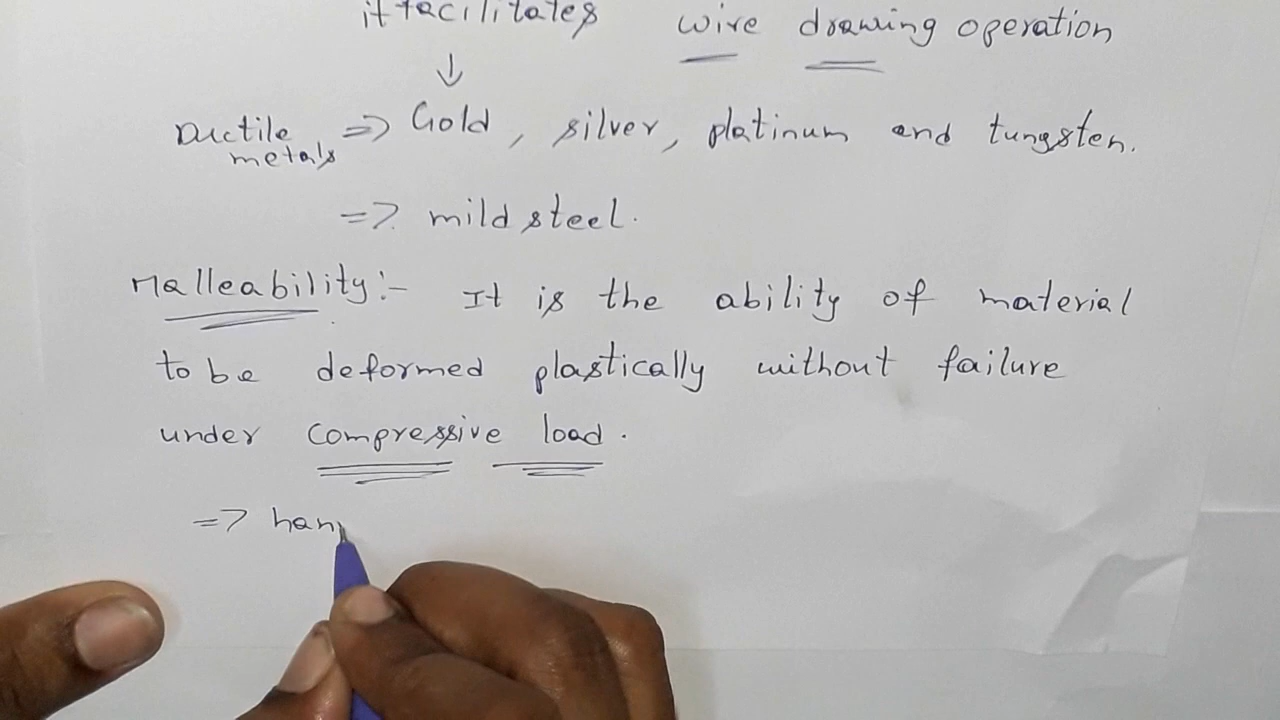 it facilitates wire drawing operation
↓
Ductile metals => Gold, silver, platinum and tungsten.
=> mild steel.
Malleability:- It is the ability of material
to be deformed plastically without failure
under compressive load.
=> han